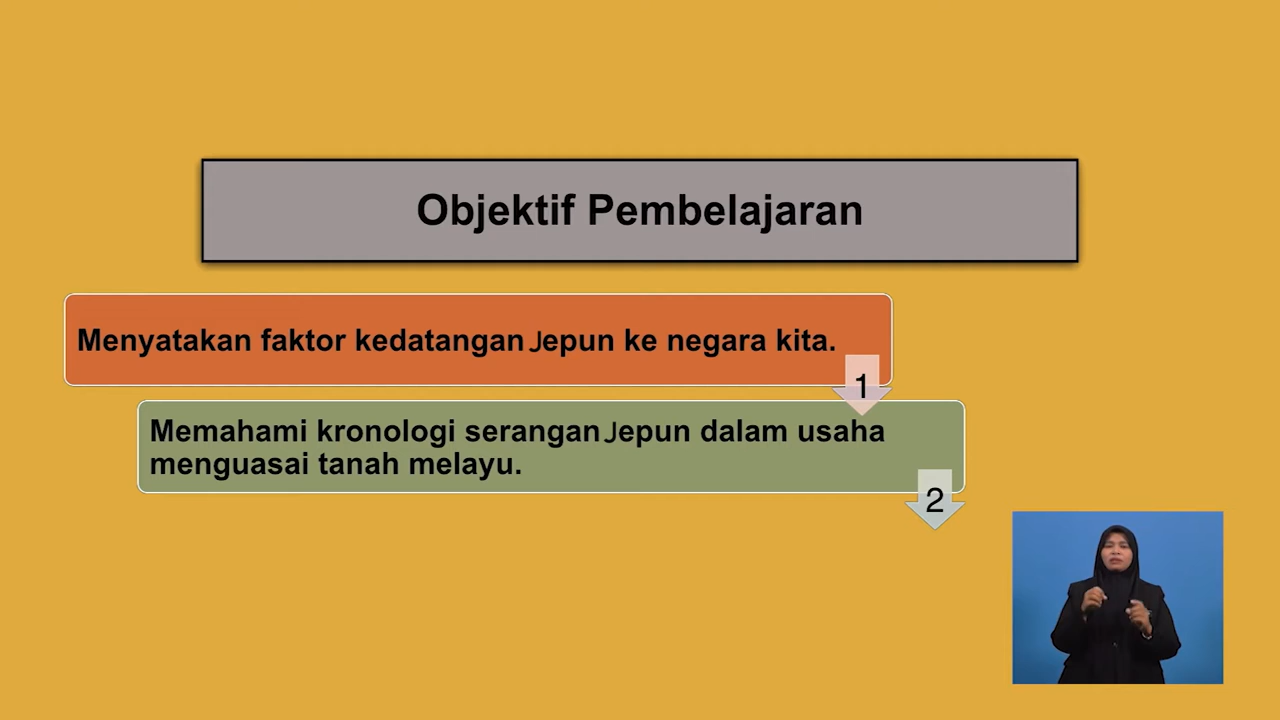 Objektif Pembelajaran
Menyatakan faktor kedatangan Jepun ke negara kita.
1
Memahami kronologi serangan Jepun dalam usaha
menguasai tanah melayu.
2